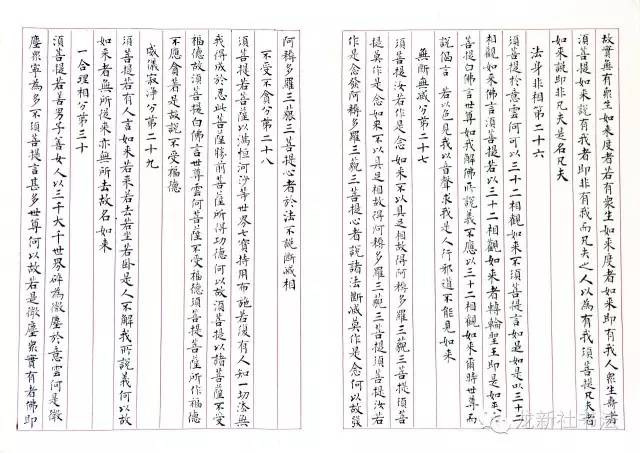 故實無有眾生如來度者若有眾生如來度者如來即有我人眾生壽者
須菩提如來說有我者即非有我而凡夫之人以為有我須菩提凡夫者
如來說即非凡夫是名凡夫
法身非相第二十六
須菩提於意云何可以三十二相觀如來不須菩提言如是如是以三十二
相觀如來佛言須菩提若以三十二相觀如來者轉輪聖王即是如來須
菩提白佛言世尊如我解佛所說義不應以三十二相觀如來爾時世尊而
說偈言 若以色見我以音聲求我是人行邪道不能見如來
無斷無滅分第二十七
須菩提汝若作是念如來不以具足相故得阿耨多羅三藐三菩提須菩
提莫作是念如來不以具足相故得阿耨多羅三藐三菩提須菩提汝若
作是念發阿耨多羅三藐三菩提心者說諸法斷滅莫作是念何以故發
阿耨多羅三藐三菩提心者於法不說斷滅相
不受不貪分第二十八
須菩提若菩薩以滿恒河沙等世界七寶持用布施若復有人知一切法無
我得成於忍此菩薩勝前菩薩所得功德何以故須菩提以諸菩薩不受
福德故須菩提白佛言世尊云何菩薩不受福德須菩提菩薩所作福德
不應貪著是故說不受福德
威儀寂淨分第二十九
須菩提若有人言如來若來若去若坐若臥是人不解我所說義何以故
如來者無所從來亦無所去故名如來
一合理相分第三十
須菩提若善男子善女人以三千大千世界碎為微塵於意云何是微
塵眾寧為多不須菩提言甚多世尊何以故若是微塵眾實有者佛即